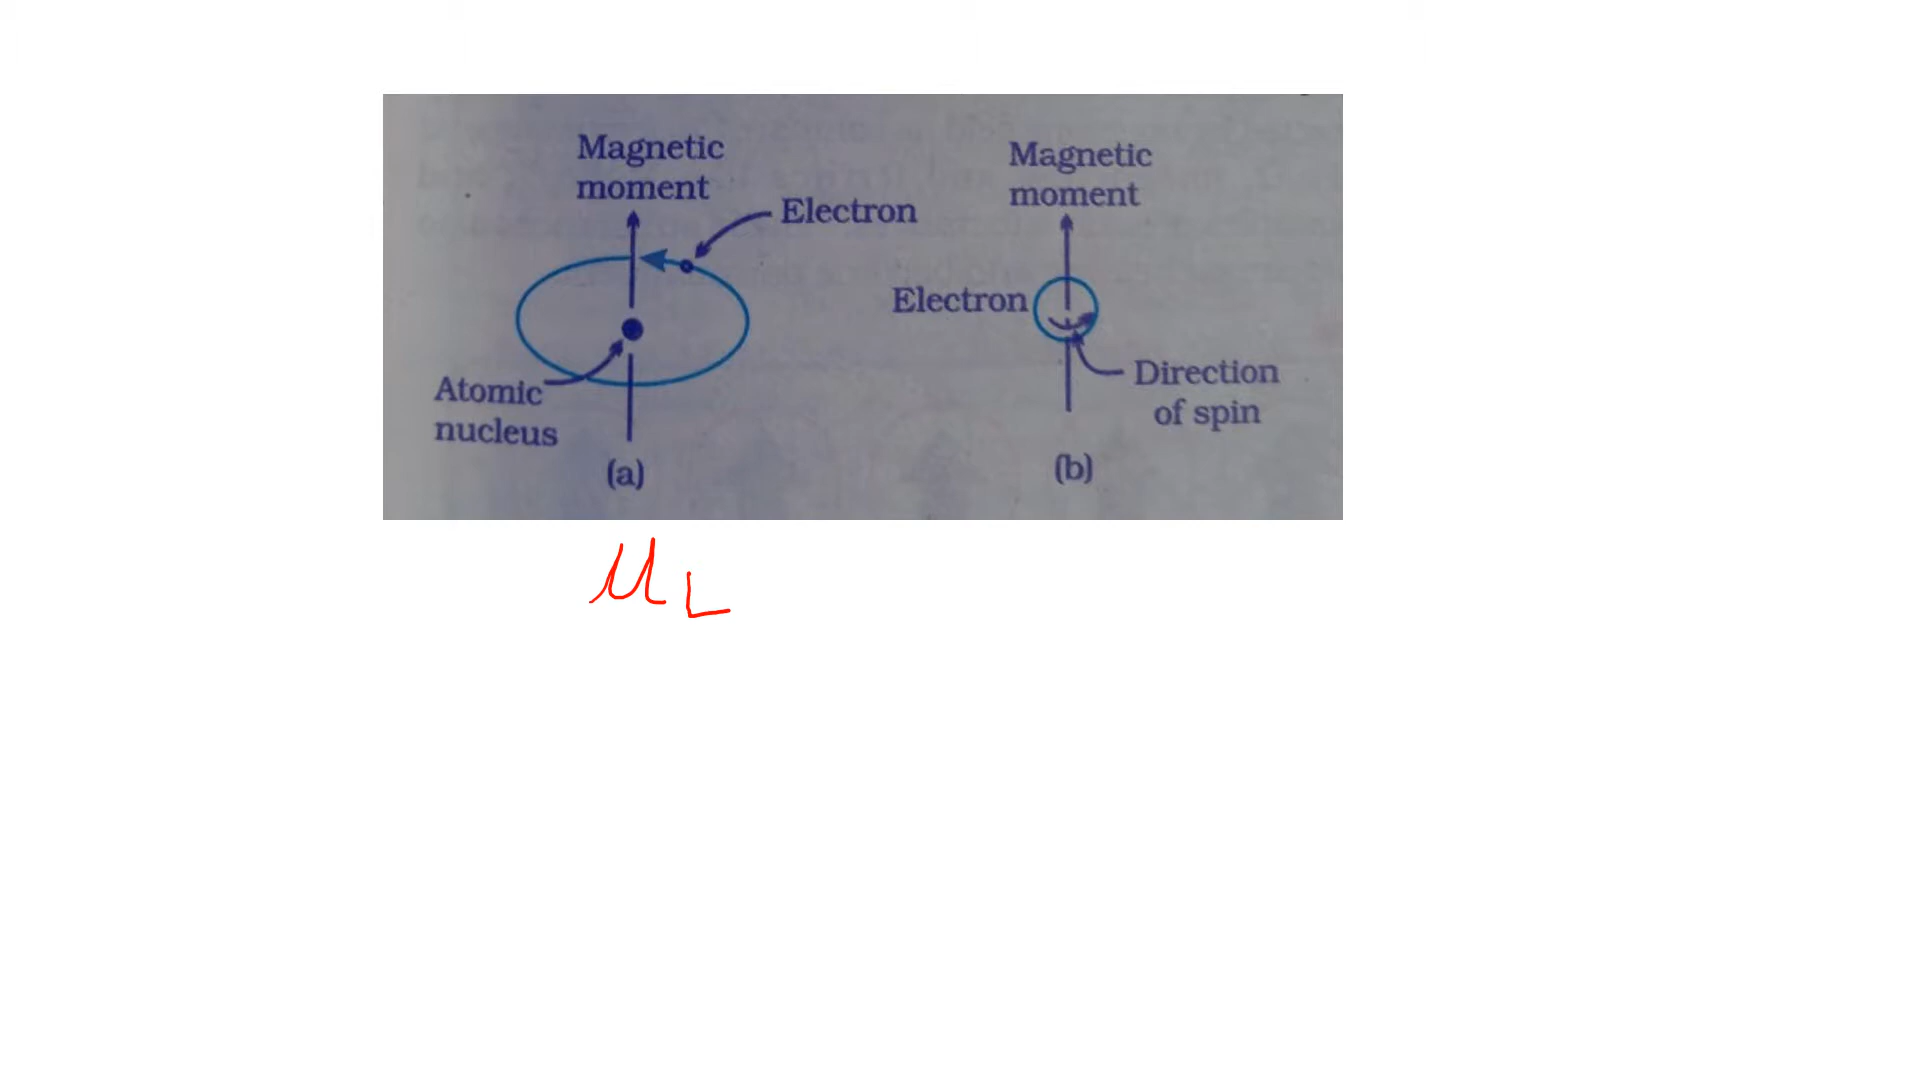 Magnetic
moment
Electron
Atomic
nucleus
(a)
Magnetic
moment
Electron
Direction
of spin
(b)
μL